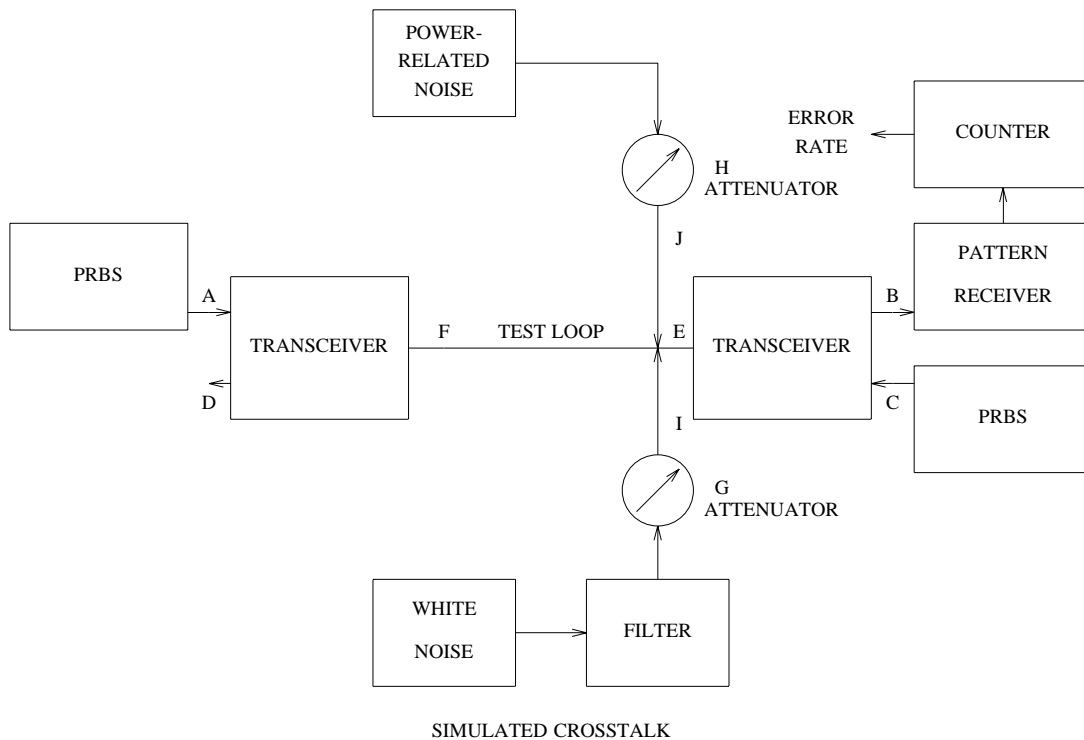 POWER-
RELATED
NOISE
ERROR
RATE
COUNTER
H
ATTENUATOR
PRBS
J
PATTERN
RECEIVER
A
B
TRANSCEIVER
F
TEST LOOP
E
TRANSCEIVER
D
C
PRBS
I
G
ATTENUATOR
WHITE
NOISE
FILTER
SIMULATED CROSSTALK